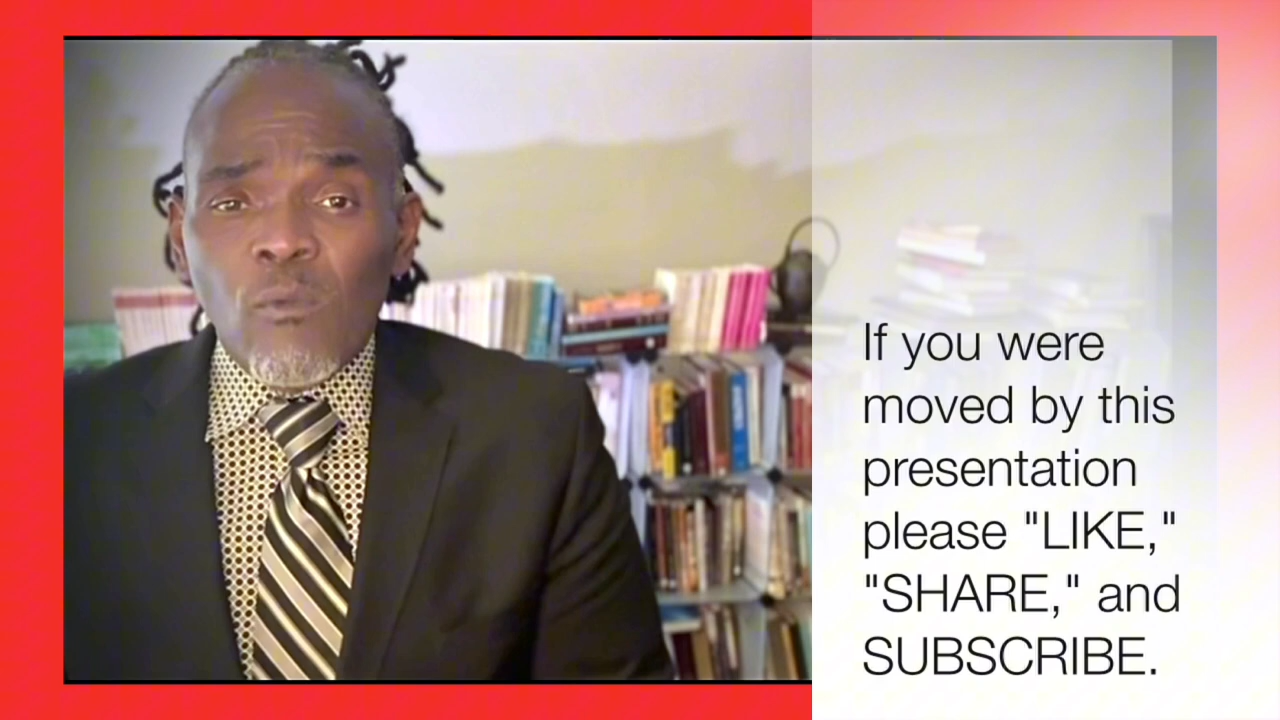 If you were
moved by this
presentation
please "LIKE,"
"SHARE," and
SUBSCRIBE.